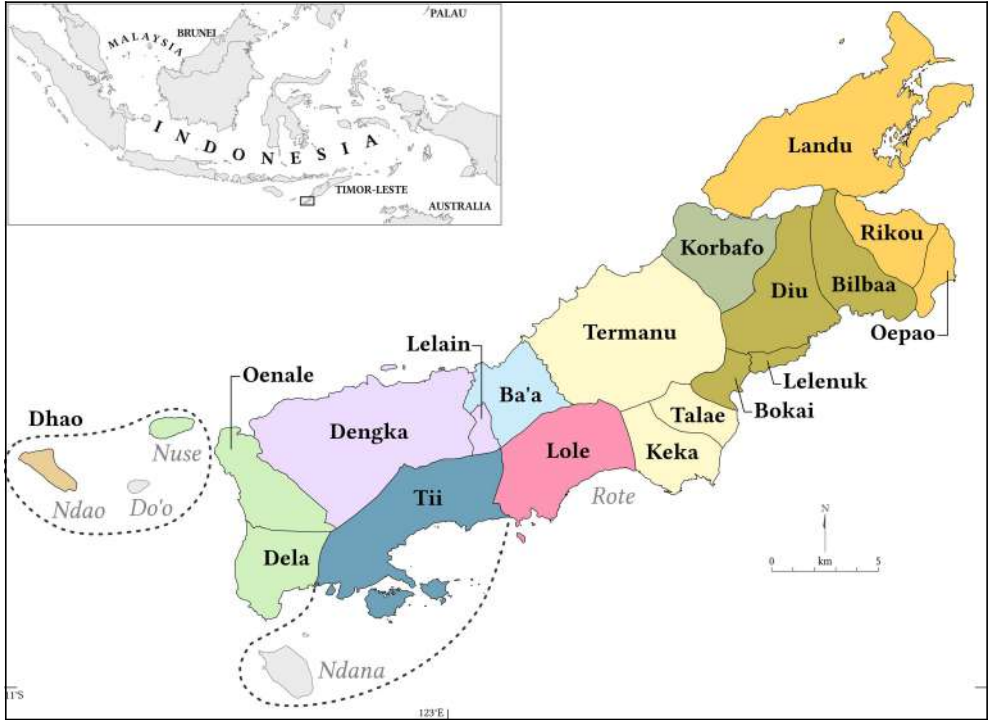 PALAU
BRUNEI
MALAYSIA
INDONESIA
TIMOR-LESTE
AUSTRALIA
Landu
Rikou
Korbafo
Diu
Bilbaa
Oepao
Termanu
Lelain
Oenale
Lelenuk
Ba'a
Bokai
Dhao
Talae
Dengka
Nuse
Lole
Keka
Ndao
Do'o
Tii
Rote
N
Dela
0 km 5
Ndana
11°S
123°E